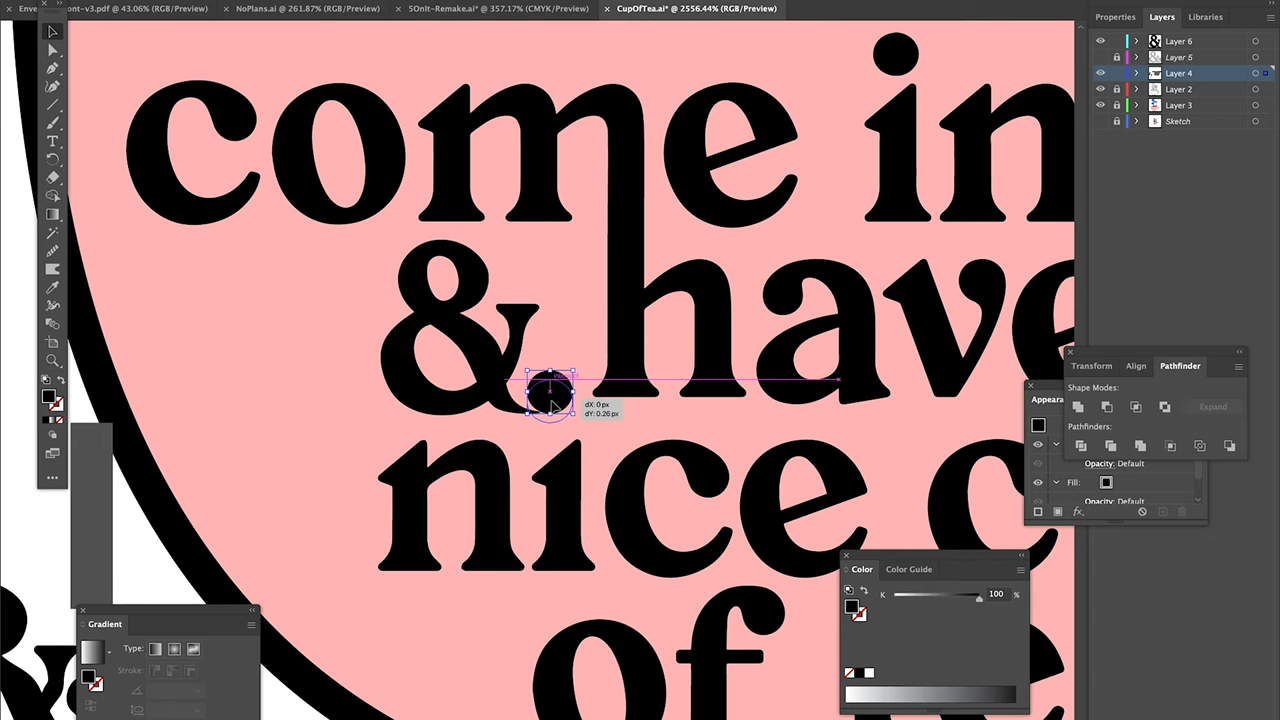 ont-v3.pdf @ 43.06% (RGB/Preview)
NoPlans.ai @ 261.87% (RGB/Preview)
5OnIt-Remake.ai* @ 357.17% (CMYK/Preview)
CupOfTea.ai* @ 2556.44% (RGB/Preview)
Properties Layers Libraries
Layer 6
Layer 5
Layer 4
Layer 2
Layer 3
Sketch
come in
& have
nice c
of
dX: 0 px
dY: 0.26 px
Transform Align Pathfinder
Shape Modes:
Expand
Pathfinders:
Appeara
Opacity: Default
Fill:
Opacity: Default
fx
Color Color Guide
K 100 %
Gradient
Type:
Stroke: